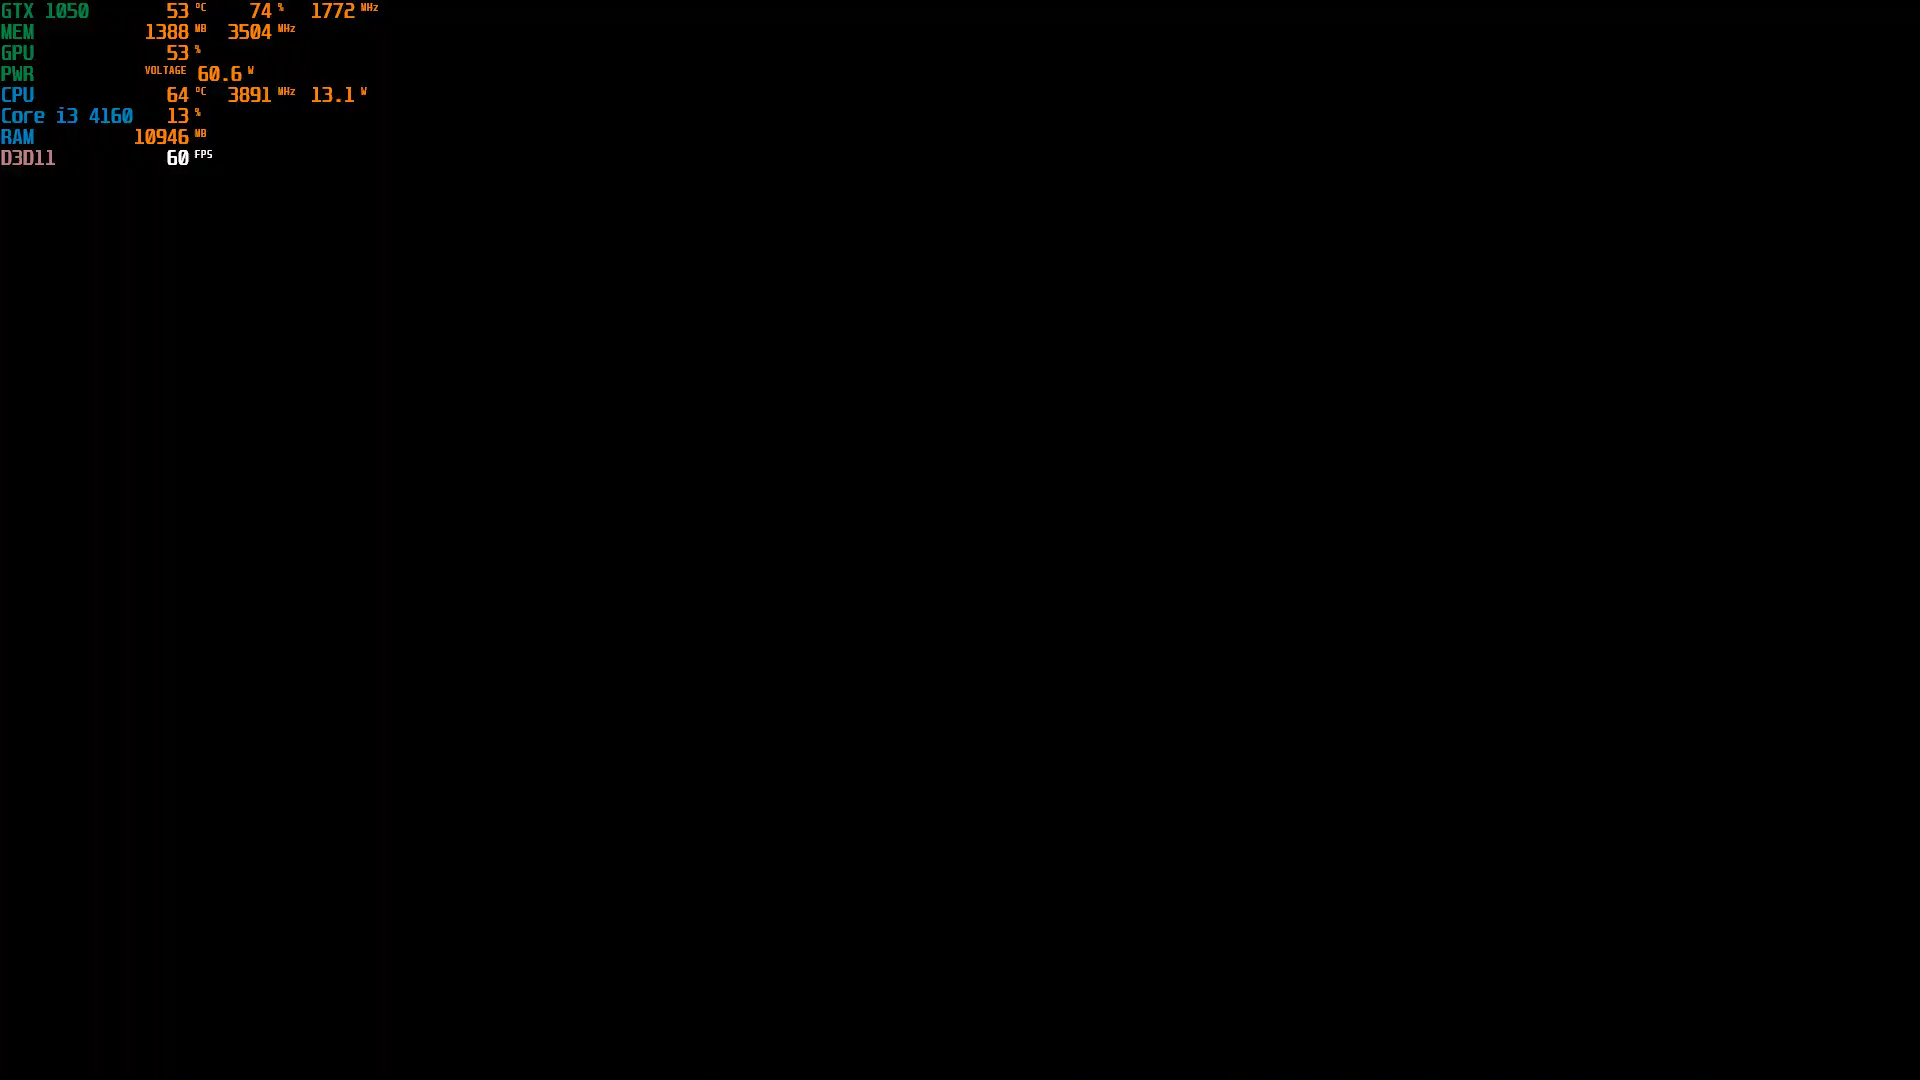 GTX 1050 53 °C 74 % 1772 MHz
MEM 1388 MB 3504 MHz
GPU 53 %
PWR VOLTAGE 60.6 W
CPU 64 °C 3891 MHz 13.1 W
Core i3 4160 13 %
RAM 10946 MB
D3D11 60 FPS